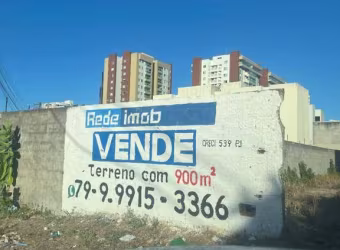 Rede imob
VENDE
CRECI 539 PJ
Terreno com 900m²
79-9.9915-3366